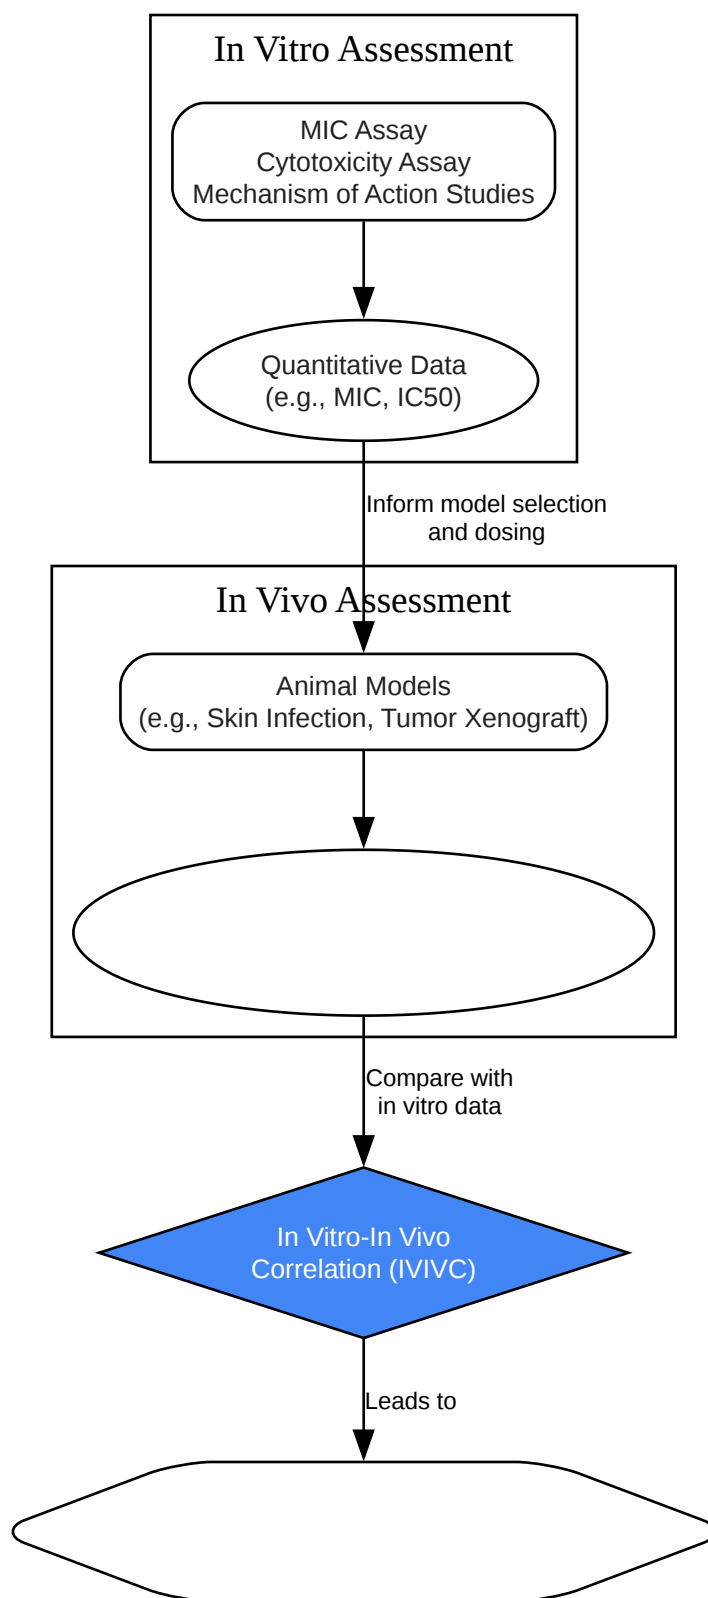 In Vitro Assessment
MIC Assay
Cytotoxicity Assay
Mechanism of Action Studies
Quantitative Data
(e.g., MIC, IC50)
Inform model selection
and dosing
In Vivo Assessment
Animal Models
(e.g., Skin Infection, Tumor Xenograft)
Compare with
in vitro data
In Vitro-In Vivo
Correlation (IVIVC)
Leads to